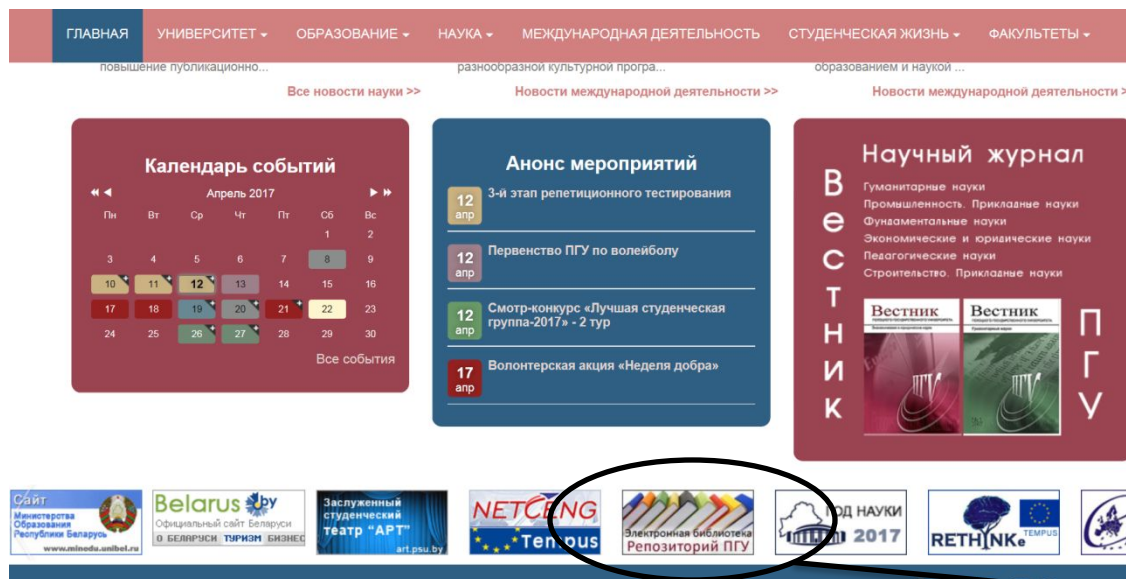 ГЛАВНАЯ УНИВЕРСИТЕТ ОБРАЗОВАНИЕ НАУКА МЕЖДУНАРОДНАЯ ДЕЯТЕЛЬНОСТЬ СТУДЕНЧЕСКАЯ ЖИЗНЬ ФАКУЛЬТЕТЫ
повышение публикационно...
Все новости науки >>
разнообразной культурной програ...
Новости международной деятельности >>
образованием и наукой ...
Новости международной деятельности >
Календарь событий
Апрель 2017
Пн Вт Ср Чт Пт Сб Вс
1 2
3 4 5 6 7 8 9
10 11 12 13 14 15 16
17 18 19 20 21 22 23
24 25 26 27 28 29 30
Все события
Анонс мероприятий
12 апр
3-й этап репетиционного тестирования
12 апр
Первенство ПГУ по волейболу
12 апр
Смотр-конкурс «Лучшая студенческая
группа-2017» - 2 тур
17 апр
Волонтерская акция «Неделя добра»
Научный журнал
Вестник
Гуманитарные науки
Промышленность. Прикладные науки
Фундаментальные науки
Экономические и юридические науки
Педагогические науки
Строительство. Прикладные науки
Вестник
Вестник
ПГУ
Сайт
Министерства
Образования
Республики Беларусь
www.minedu.unibel.ru
Belarus by
Официальный сайт Беларуси
О БЕЛАРУСИ ТУРИЗМ БИЗНЕС
Заслуженный
студенческий
театр "АРТ"
art.psu.by
NETCENG
Tempus
Электронная библиотека
Репозиторий ПГУ
ОД НАУКИ
2017
RETHINKe
TEMPUS